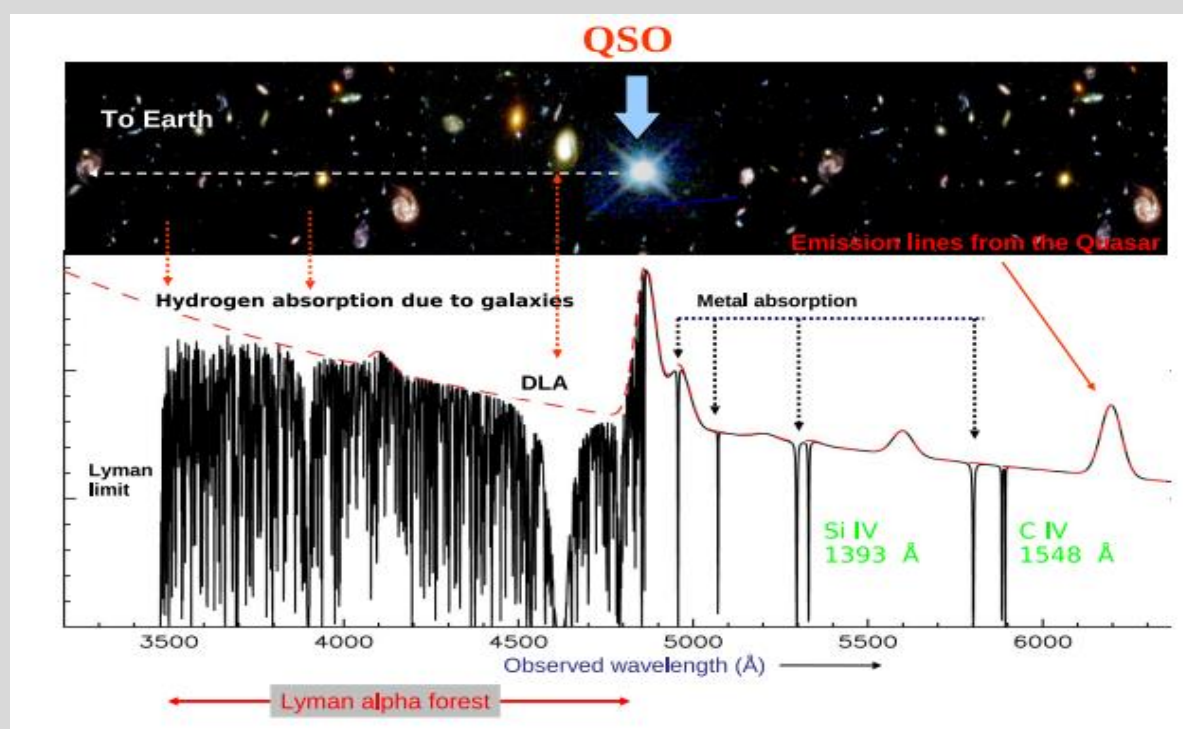 QSO
To Earth
Emission lines from the Quasar
Hydrogen absorption due to galaxies
Metal absorption
DLA
Lyman
limit
Si IV
1393 Å
C IV
1548 Å
3500 4000 4500 5000 5500 6000
Observed wavelength (Å)
Lyman alpha forest